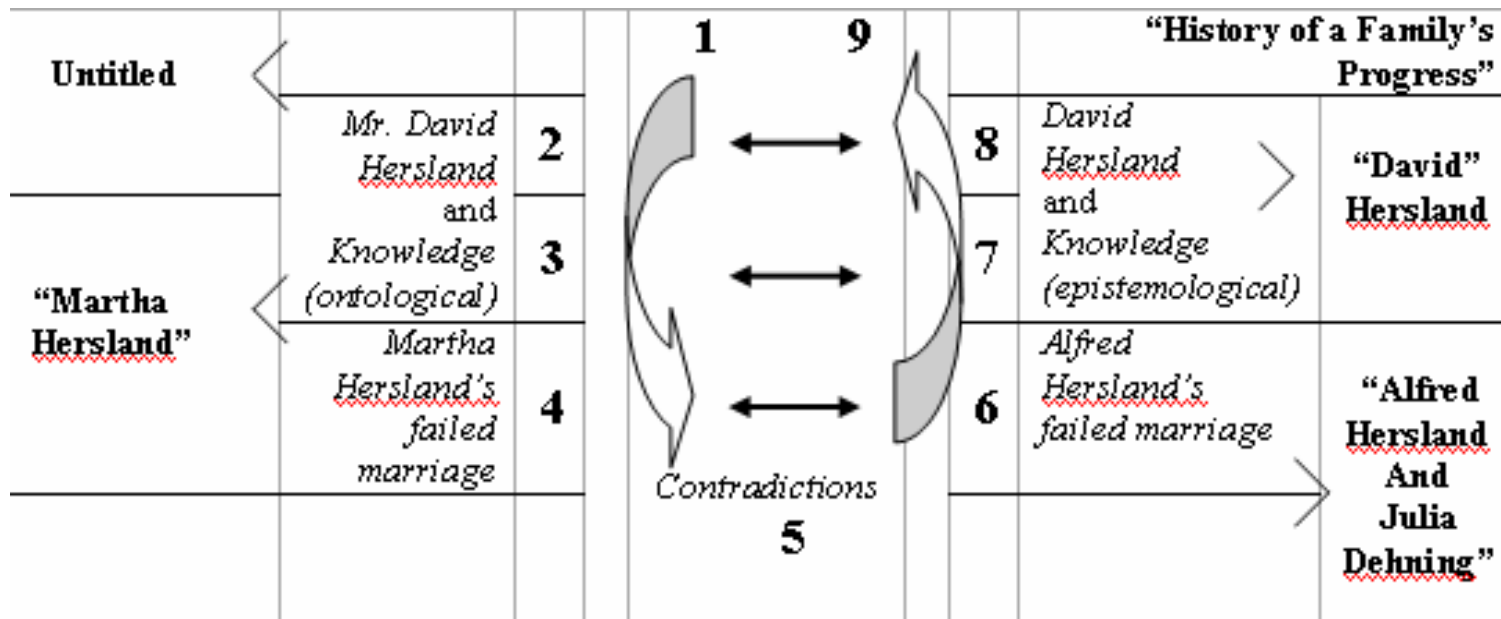 Untitled
“Martha
Hersland”
Mr. David
Hersland
and
Knowledge
(ontological)
Martha
Hersland’s
failed
marriage
2
3
4
1
9
Contradictions
5
8
7
6
David
Hersland
and
Knowledge
(epistemological)
Alfred
Hersland’s
failed marriage
“History of a Family’s
Progress”
“David”
Hersland
“Alfred
Hersland
And
Julia
Dehning”